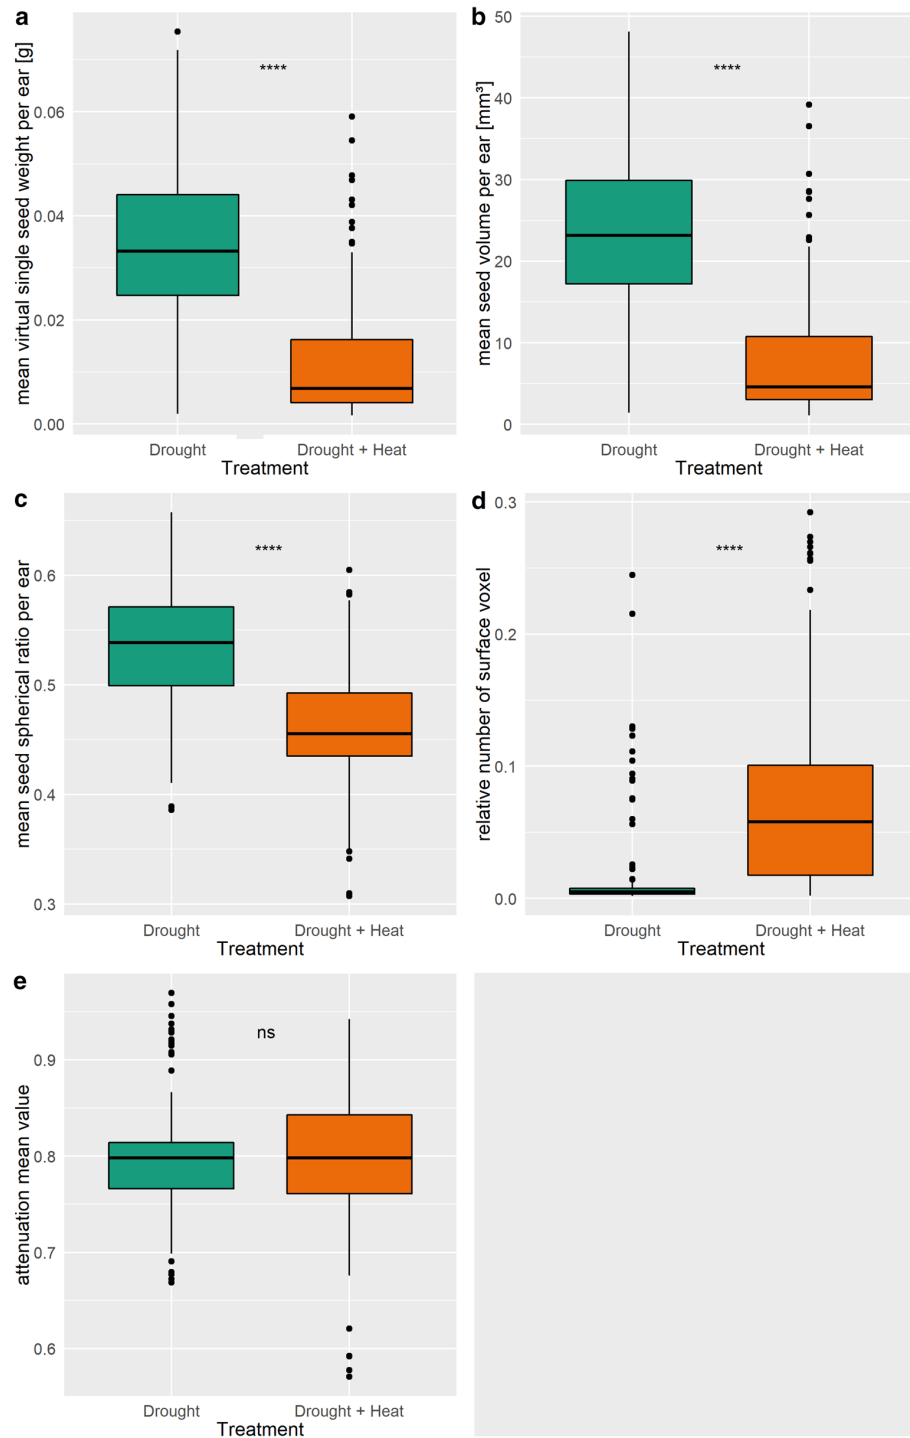 a
mean virtual single seed weight per ear [g]
0.06
0.04
0.02
0.00
****
Drought
Drought + Heat
Treatment
b
mean seed volume per ear [mm³]
50
40
30
20
10
0
****
Drought
Drought + Heat
Treatment
c
mean seed spherical ratio per ear
0.6
0.5
0.4
0.3
****
Drought
Drought + Heat
Treatment
d
relative number of surface voxel
0.3
0.2
0.1
0.0
****
Drought
Drought + Heat
Treatment
e
attenuation mean value
0.9
0.8
0.7
0.6
ns
Drought
Drought + Heat
Treatment